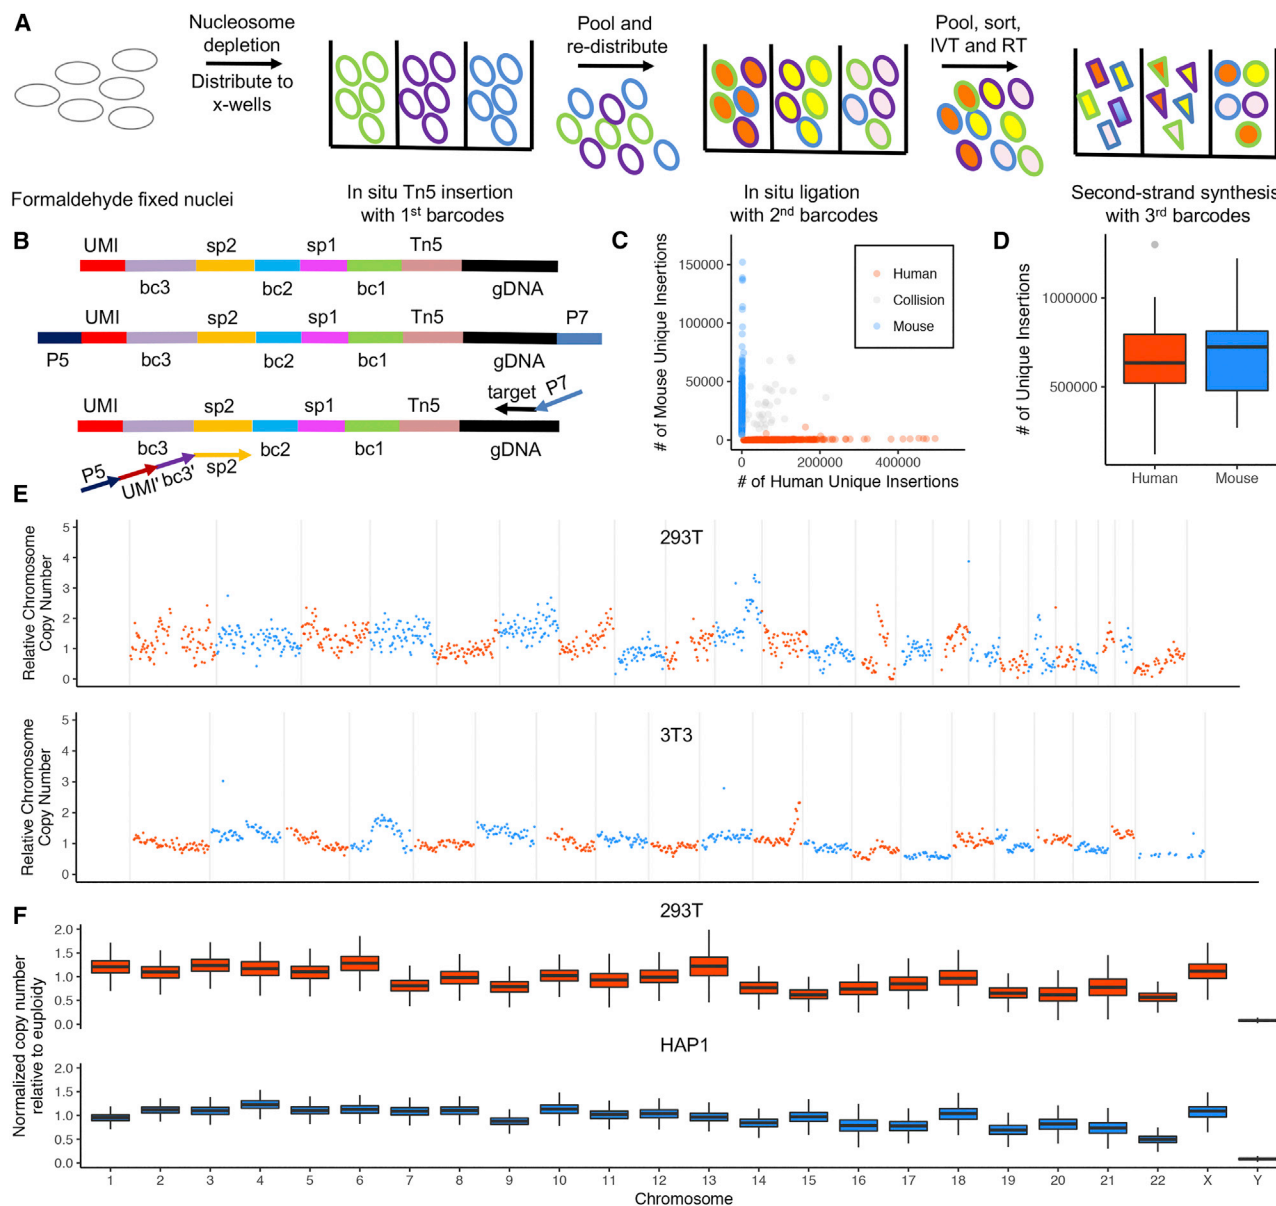 A
Nucleosome
depletion
Distribute to
x-wells
Pool and
re-distribute
Pool, sort,
IVT and RT
Formaldehyde fixed nuclei
In situ Tn5 insertion
with 1st barcodes
In situ ligation
with 2nd barcodes
Second-strand synthesis
with 3rd barcodes
B
UMI sp2 sp1 Tn5
bc3 bc2 bc1 gDNA
UMI sp2 sp1 Tn5 P7
P5 bc3 bc2 bc1 gDNA
target P7
UMI sp2 sp1 Tn5
bc3 bc2 bc1 gDNA
P5 UMI' bc3' sp2
C
# of Mouse Unique Insertions
150000
100000
50000
0
Human
Collision
Mouse
0 200000 400000
# of Human Unique Insertions
D
# of Unique Insertions
1000000
500000
Human Mouse
E
293T
Relative Chromosome
Copy Number
5
4
3
2
1
0
3T3
Relative Chromosome
Copy Number
5
4
3
2
1
0
F
293T
Normalized copy number
relative to euploidy
2.0
1.5
1.0
0.5
0.0
HAP1
2.0
1.5
1.0
0.5
0.0
1 2 3 4 5 6 7 8 9 10 11 12 13 14 15 16 17 18 19 20 21 22 X Y
Chromosome